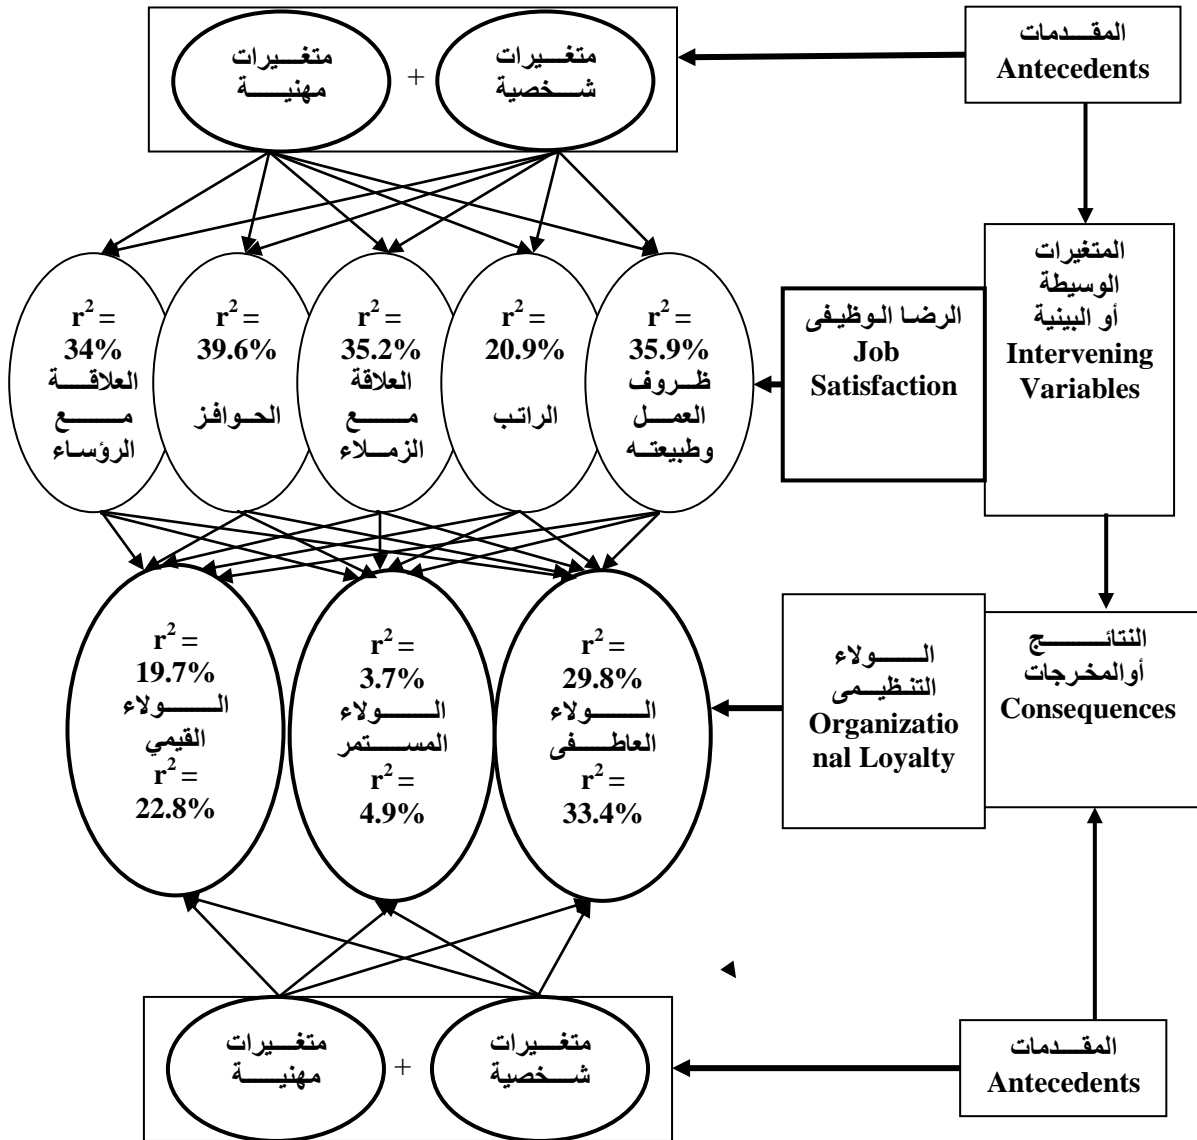 المقدمات
Antecedents
متغيرات
شخصية
+
متغيرات
مهنية
المتغيرات
الوسيطة
أو البينية
Intervening
Variables
الرضا الوظيفى
Job
Satisfaction
r² =
35.9%
ظروف
العمل
وطبيعته
r² =
20.9%
الراتب
r² =
35.2%
العلاقة
مع
الزملاء
r² =
39.6%
الحوافز
r² =
34%
العلاقة
مع
الرؤساء
النتائج
أوالمخرجات
Consequences
الولاء
التنظيمى
Organizatio
nal Loyalty
r² =
29.8%
الولاء
العاطفى
r² =
33.4%
r² =
3.7%
الولاء
المستمر
r² =
4.9%
r² =
19.7%
الولاء
القيمي
r² =
22.8%
المقدمات
Antecedents
متغيرات
شخصية
+
متغيرات
مهنية